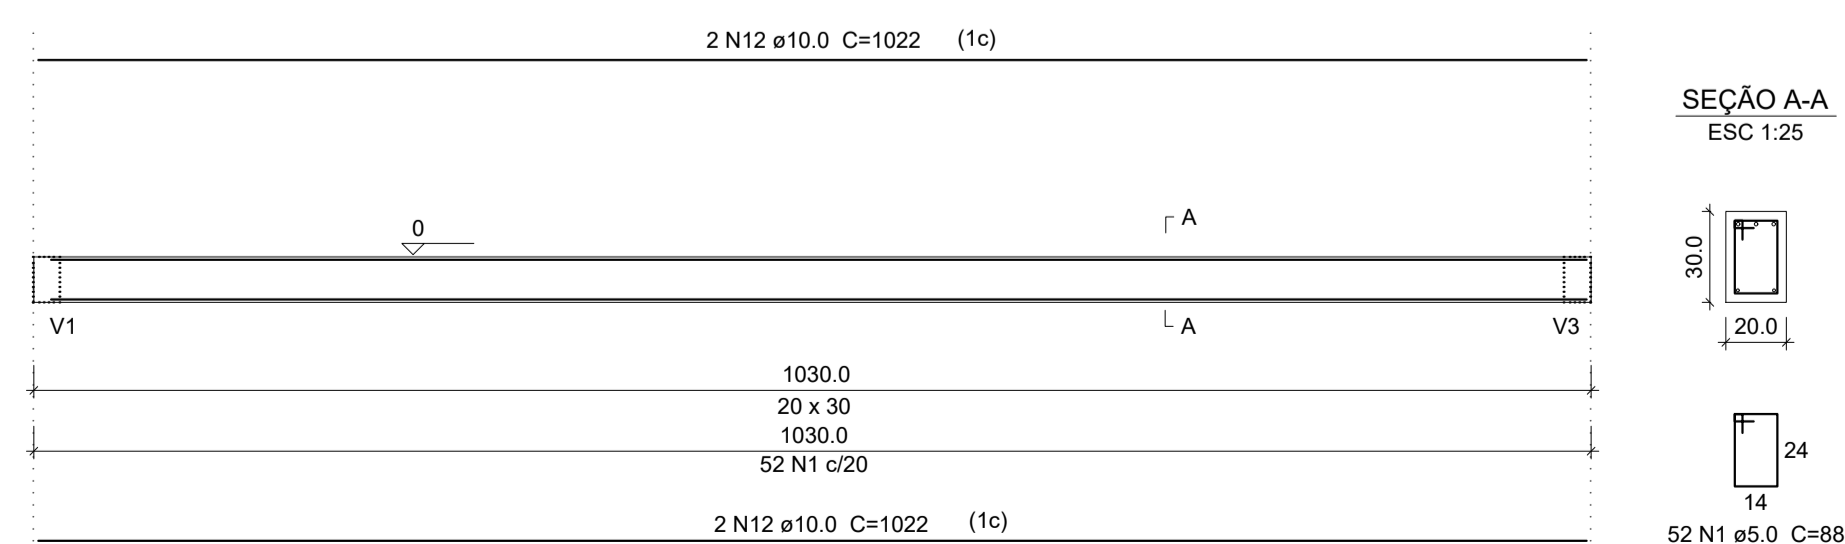 2 N12 ø10.0 C=1022 (1c)
SEÇÃO A-A
ESC 1:25
0
A
A
V1
V3
30.0
20.0
1030.0
20 x 30
1030.0
52 N1 c/20
24
14
2 N12 ø10.0 C=1022 (1c)
52 N1 ø5.0 C=88